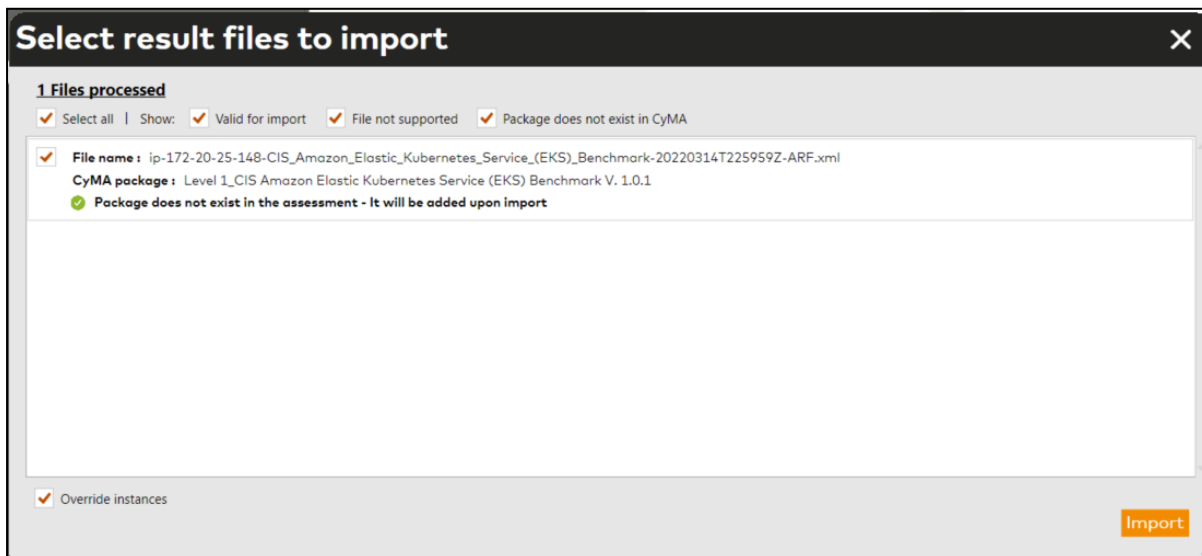 Select result files to import
1 Files processed
Select all | Show: Valid for import File not supported Package does not exist in CyMA
File name : ip-172-20-25-148-CIS_Amazon_Elastic_Kubernetes_Service_(EKS)_Benchmark-20220314T225959Z-ARF.xml
CyMA package : Level 1_CIS Amazon Elastic Kubernetes Service (EKS) Benchmark V. 1.0.1
Package does not exist in the assessment - It will be added upon import
Override instances
Import